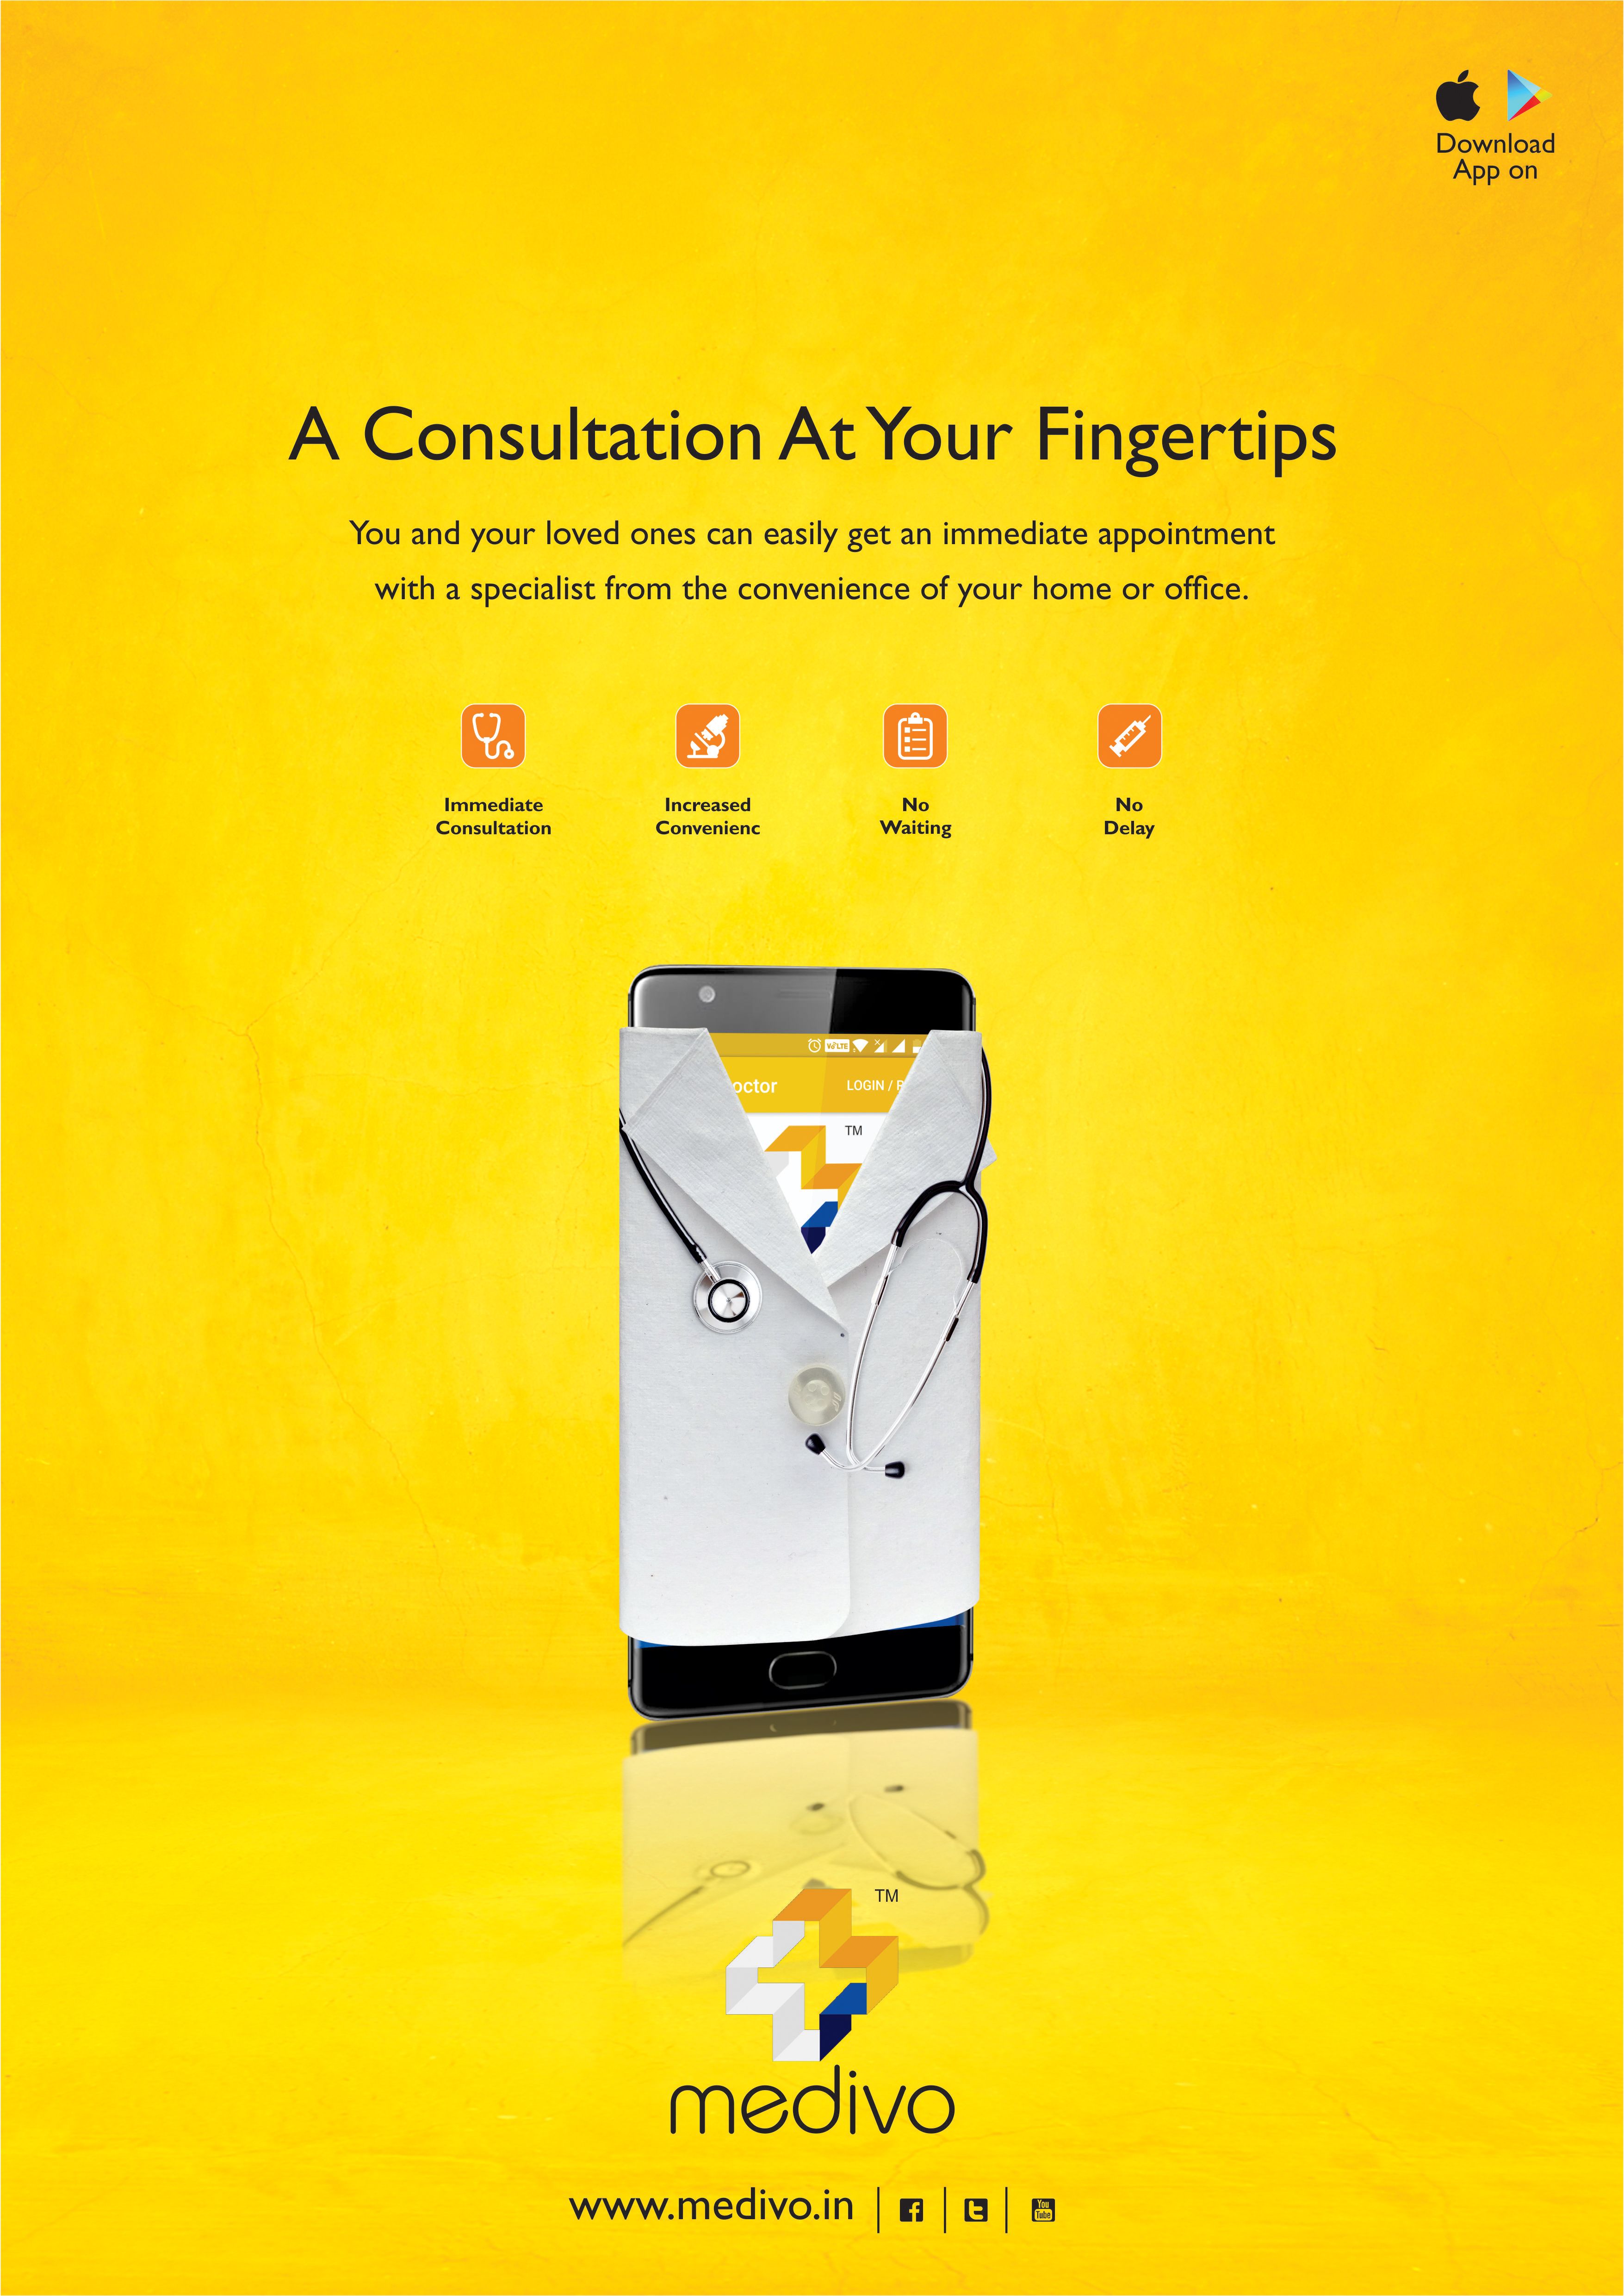 Download
App on
A Consultation At Your Fingertips
You and your loved ones can easily get an immediate appointment
with a specialist from the convenience of your home or office.
Immediate
Consultation
Increased
Convenienc
No
Waiting
No
Delay
VoLTE
octor
LOGIN /
TM
TM
medivo
www.medivo.in
You
Tube